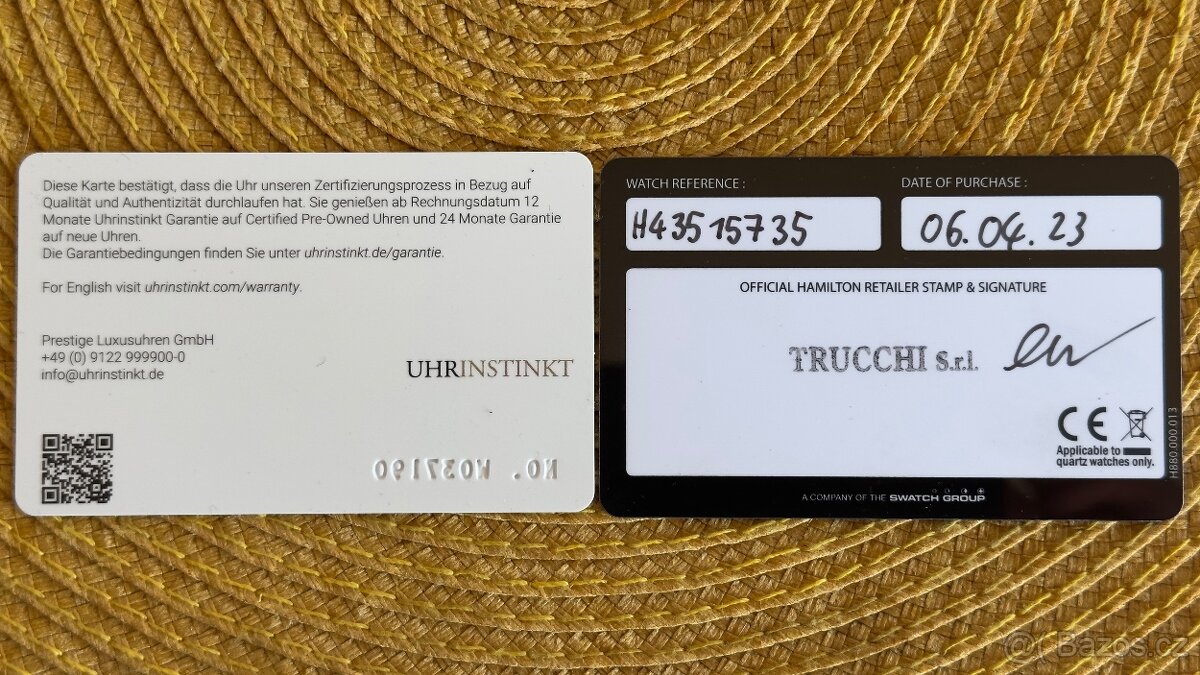 Diese Karte bestätigt, dass die Uhr unseren Zertifizierungsprozess in Bezug auf
Qualität und Authentizität durchlaufen hat. Sie genießen ab Rechnungsdatum 12
Monate Uhrinstinkt Garantie auf Certified Pre-Owned Uhren und 24 Monate Garantie
auf neue Uhren.
Die Garantiebedingungen finden Sie unter uhrinstinkt.de/garantie.
For English visit uhrinstinkt.com/warranty.
Prestige Luxusuhren GmbH
+49 (0) 9122 999900-0
info@uhrinstinkt.de
UHRINSTINKT
NO. W037190
WATCH REFERENCE :
H43515735
DATE OF PURCHASE :
06.04.23
OFFICIAL HAMILTON RETAILER STAMP & SIGNATURE
TRUCCHI S.r.l.
CE
Applicable to
quartz watches only.
H880.000.013
A COMPANY OF THE SWATCH GROUP
Bazos.cz